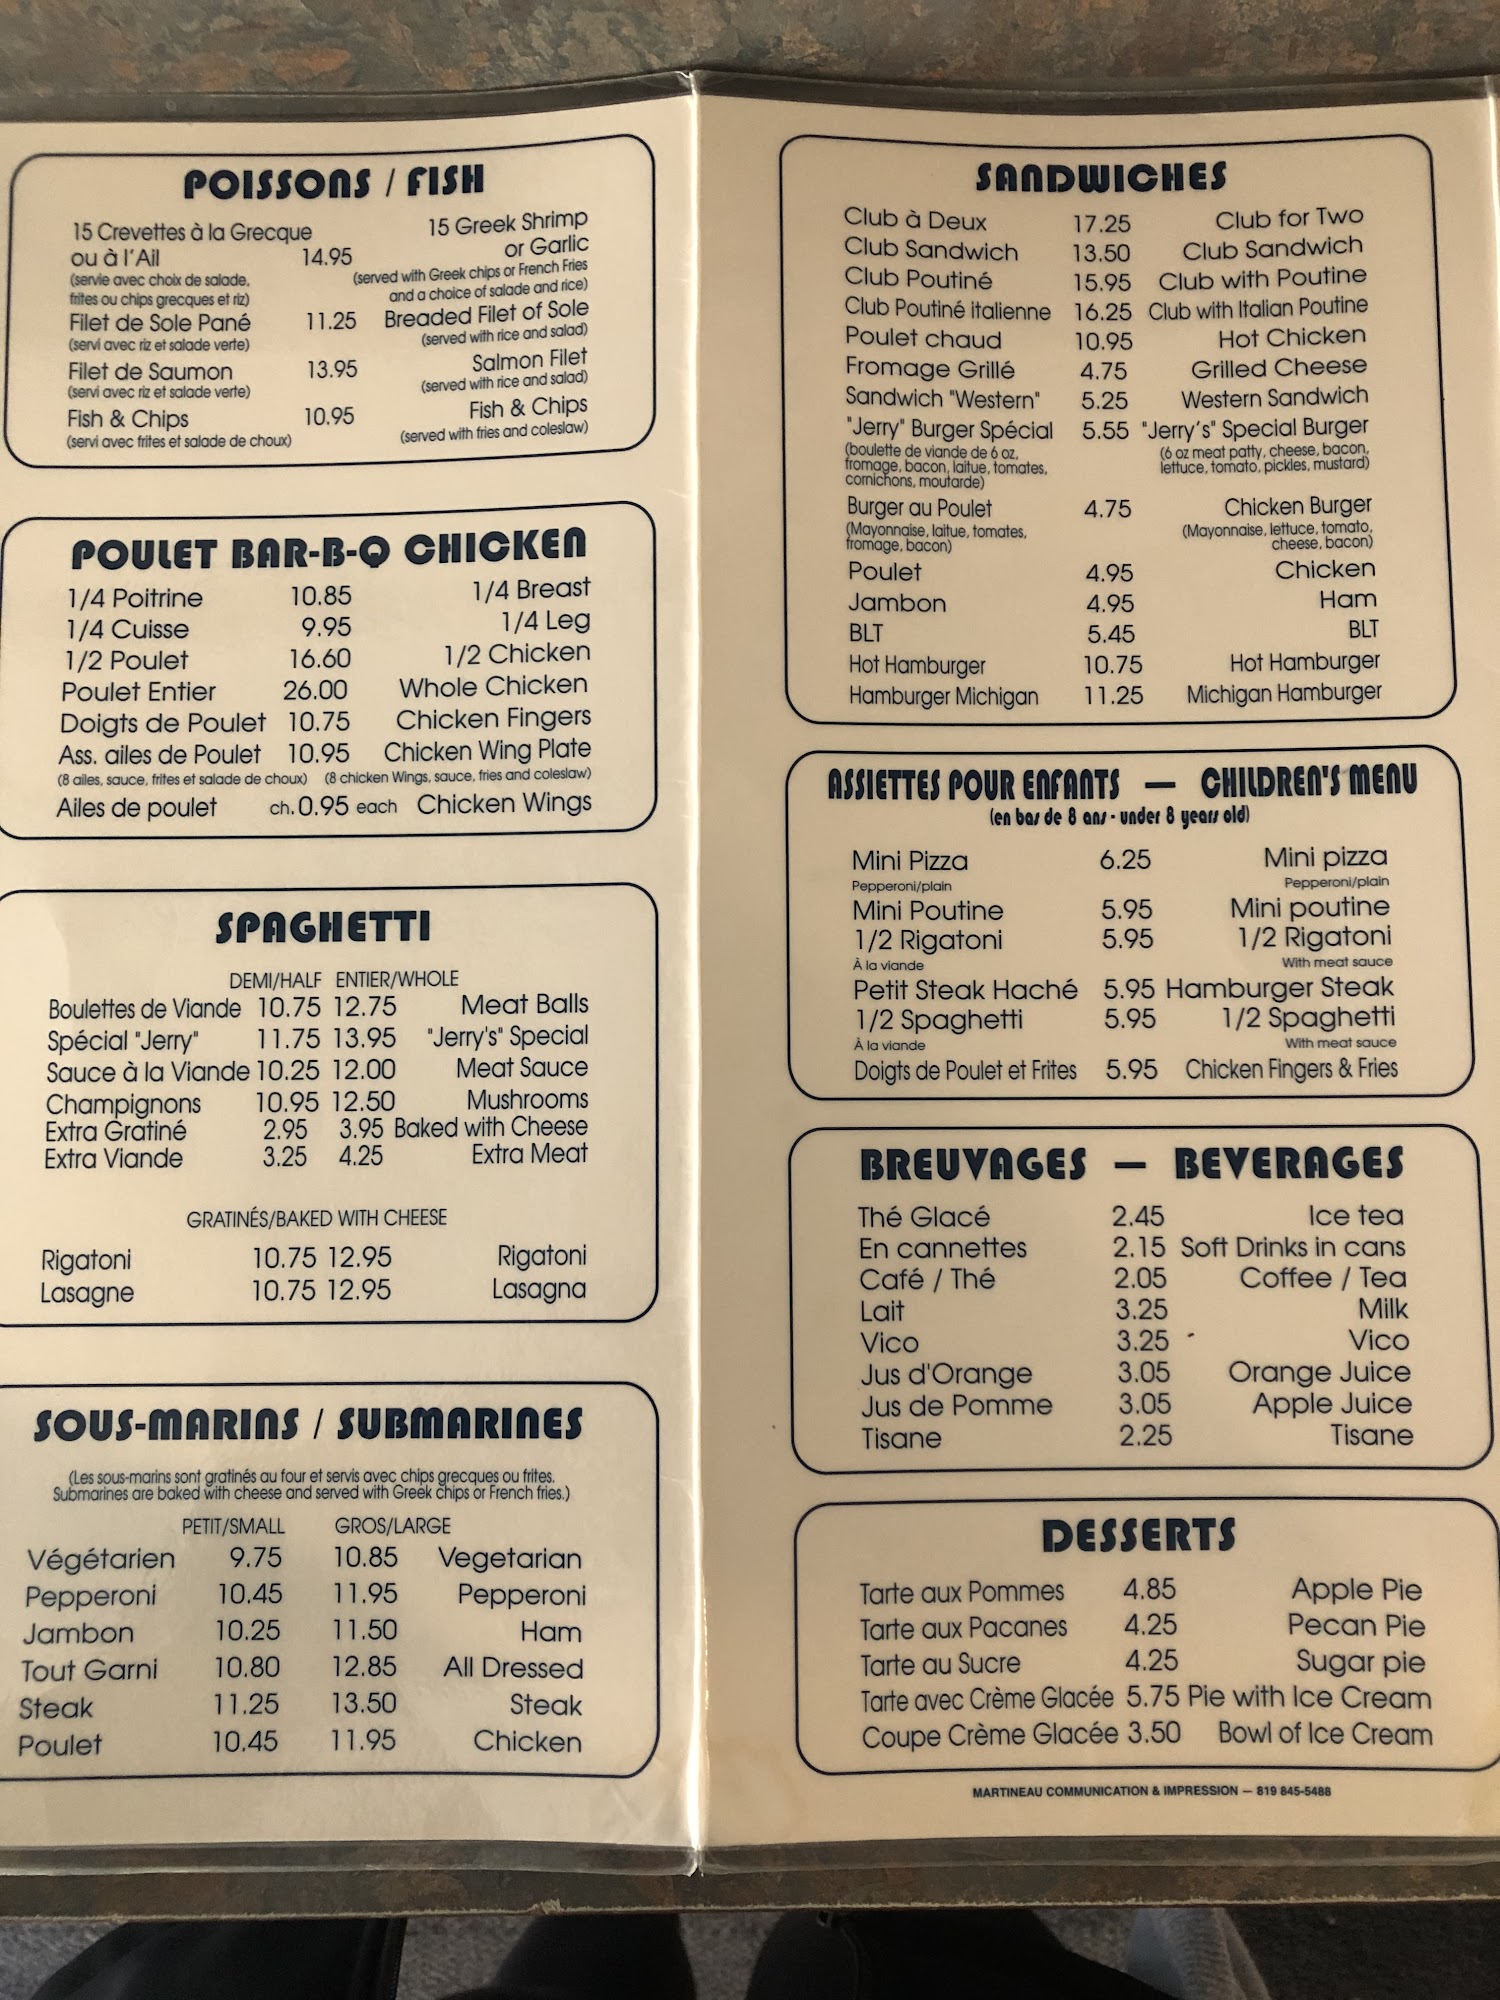 POISSONS / FISH
15 Crevettes à la Grecque 15 Greek Shrimp
ou à l'Ail 14.95 or Garlic
(servie avec choix de salade, (served with Greek chips or French Fries
frites ou chips grecques et riz) and a choice of salade and rice)
Filet de Sole Pané 11.25 Breaded Filet of Sole
(servi avec riz et salade verte) (served with rice and salad)
Filet de Saumon 13.95 Salmon Filet
(servi avec riz et salade verte) (served with rice and salad)
Fish & Chips 10.95 Fish & Chips
(servi avec frites et salade de choux) (served with fries and coleslaw)
POULET BAR-B-Q CHICKEN
1/4 Poitrine 10.85 1/4 Breast
1/4 Cuisse 9.95 1/4 Leg
1/2 Poulet 16.60 1/2 Chicken
Poulet Entier 26.00 Whole Chicken
Doigts de Poulet 10.75 Chicken Fingers
Ass. ailes de Poulet 10.95 Chicken Wing Plate
(8 ailes, sauce, frites et salade de choux) (8 chicken Wings, sauce, fries and coleslaw)
Ailes de poulet ch. 0.95 each Chicken Wings
SPAGHETTI
DEMI/HALF ENTIER/WHOLE
Boulettes de Viande 10.75 12.75 Meat Balls
Spécial "Jerry" 11.75 13.95 "Jerry's" Special
Sauce à la Viande 10.25 12.00 Meat Sauce
Champignons 10.95 12.50 Mushrooms
Extra Gratiné 2.95 3.95 Baked with Cheese
Extra Viande 3.25 4.25 Extra Meat
GRATINÉS/BAKED WITH CHEESE
Rigatoni 10.75 12.95 Rigatoni
Lasagne 10.75 12.95 Lasagna
SOUS-MARINS / SUBMARINES
(Les sous-marins sont gratinés au four et servis avec chips grecques ou frites.
Submarines are baked with cheese and served with Greek chips or French fries.)
PETIT/SMALL GROS/LARGE
Végétarien 9.75 10.85 Vegetarian
Pepperoni 10.45 11.95 Pepperoni
Jambon 10.25 11.50 Ham
Tout Garni 10.80 12.85 All Dressed
Steak 11.25 13.50 Steak
Poulet 10.45 11.95 Chicken
SANDWICHES
Club à Deux 17.25 Club for Two
Club Sandwich 13.50 Club Sandwich
Club Poutiné 15.95 Club with Poutine
Club Poutiné italienne 16.25 Club with Italian Poutine
Poulet chaud 10.95 Hot Chicken
Fromage Grillé 4.75 Grilled Cheese
Sandwich "Western" 5.25 Western Sandwich
"Jerry" Burger Spécial 5.55 "Jerry's" Special Burger
(boulette de viande de 6 oz, (6 oz meat patty, cheese, bacon,
fromage, bacon, laitue, tomates, lettuce, tomato, pickles, mustard)
cornichons, moutarde)
Burger au Poulet 4.75 Chicken Burger
(Mayonnaise, laitue, tomates, (Mayonnaise, lettuce, tomato,
fromage, bacon) cheese, bacon)
Poulet 4.95 Chicken
Jambon 4.95 Ham
BLT 5.45 BLT
Hot Hamburger 10.75 Hot Hamburger
Hamburger Michigan 11.25 Michigan Hamburger
ASSIETTES POUR ENFANTS — CHILDREN'S MENU
(en bas de 8 ans - under 8 years old)
Mini Pizza 6.25 Mini pizza
Pepperoni/plain Pepperoni/plain
Mini Poutine 5.95 Mini poutine
1/2 Rigatoni 5.95 1/2 Rigatoni
À la viande With meat sauce
Petit Steak Haché 5.95 Hamburger Steak
1/2 Spaghetti 5.95 1/2 Spaghetti
À la viande With meat sauce
Doigts de Poulet et Frites 5.95 Chicken Fingers & Fries
BREUVAGES — BEVERAGES
Thé Glacé 2.45 Ice tea
En cannettes 2.15 Soft Drinks in cans
Café / Thé 2.05 Coffee / Tea
Lait 3.25 Milk
Vico 3.25 Vico
Jus d'Orange 3.05 Orange Juice
Jus de Pomme 3.05 Apple Juice
Tisane 2.25 Tisane
DESSERTS
Tarte aux Pommes 4.85 Apple Pie
Tarte aux Pacanes 4.25 Pecan Pie
Tarte au Sucre 4.25 Sugar pie
Tarte avec Crème Glacée 5.75 Pie with Ice Cream
Coupe Crème Glacée 3.50 Bowl of Ice Cream
MARTINEAU COMMUNICATION & IMPRESSION — 819 845-5488